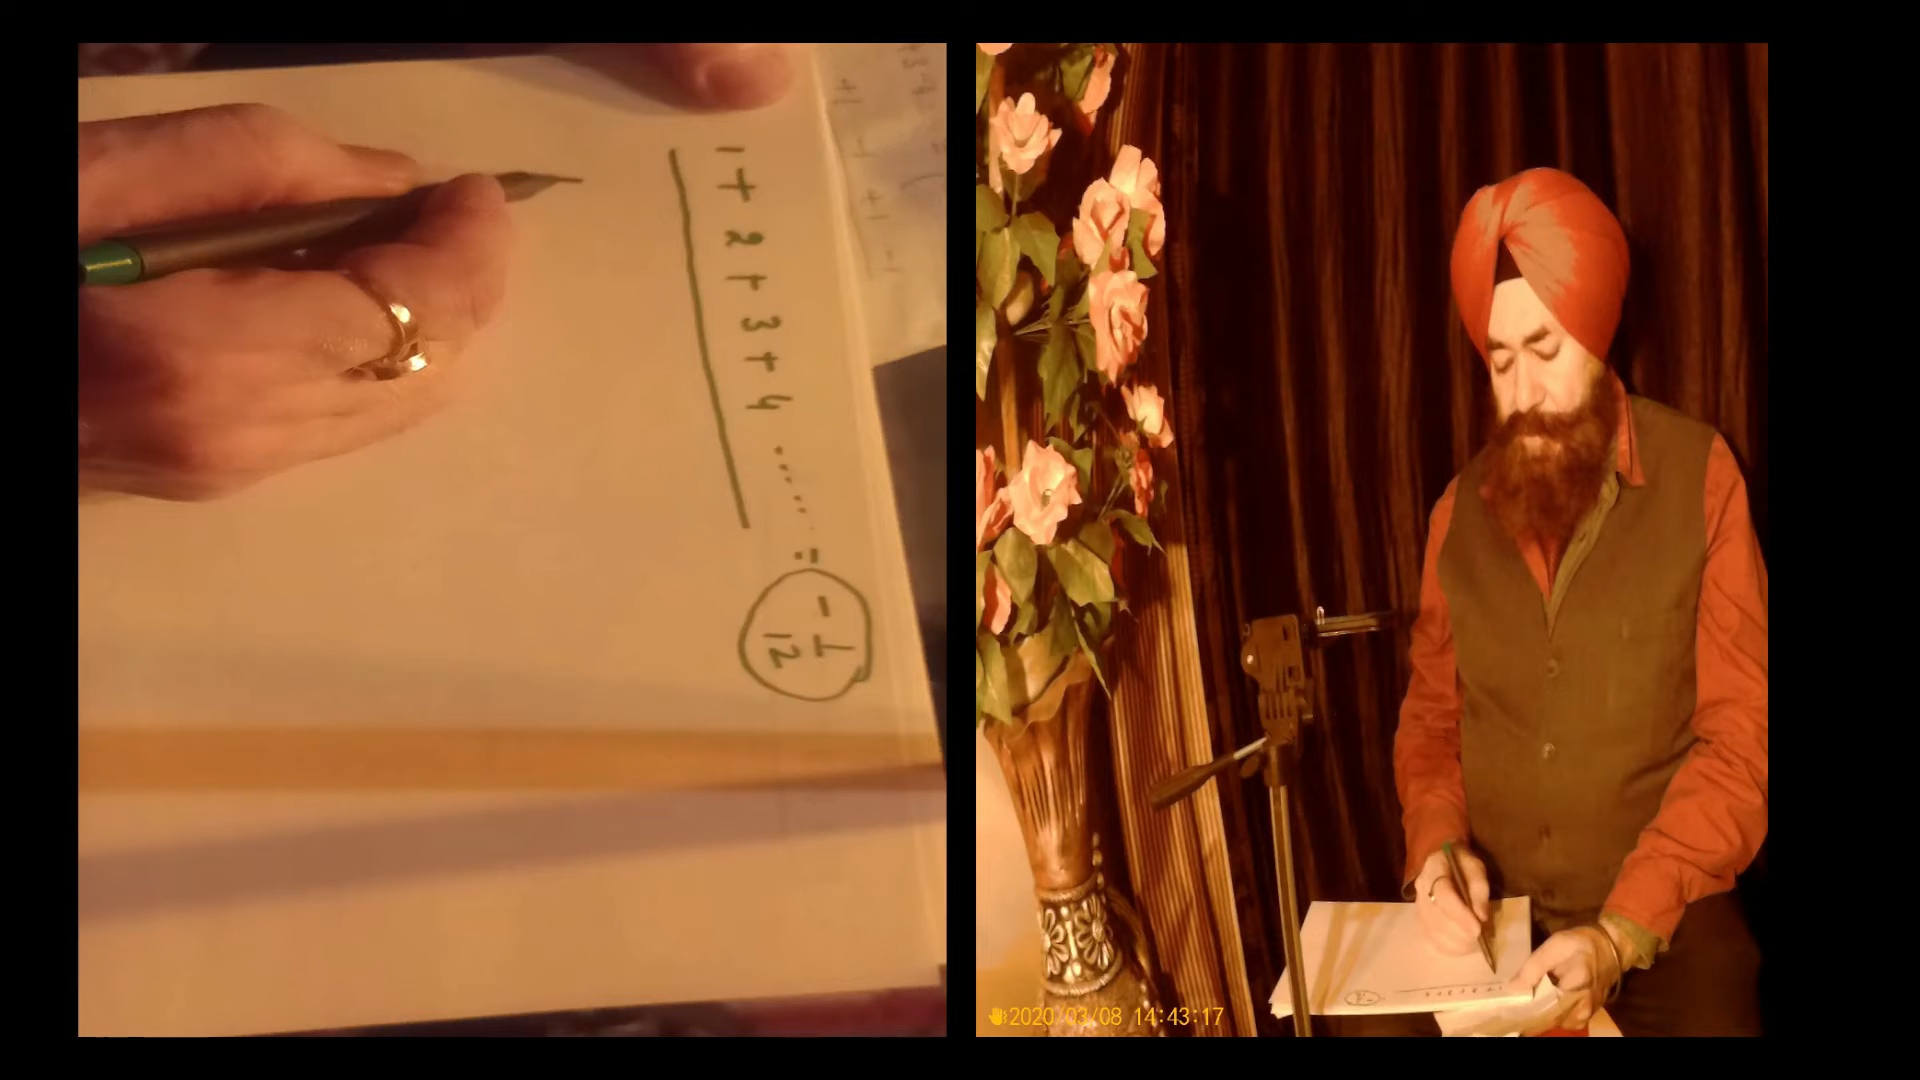 1 + 2 + 3 + 4 ....... = - 1/12
2020/03/08 14:43:17